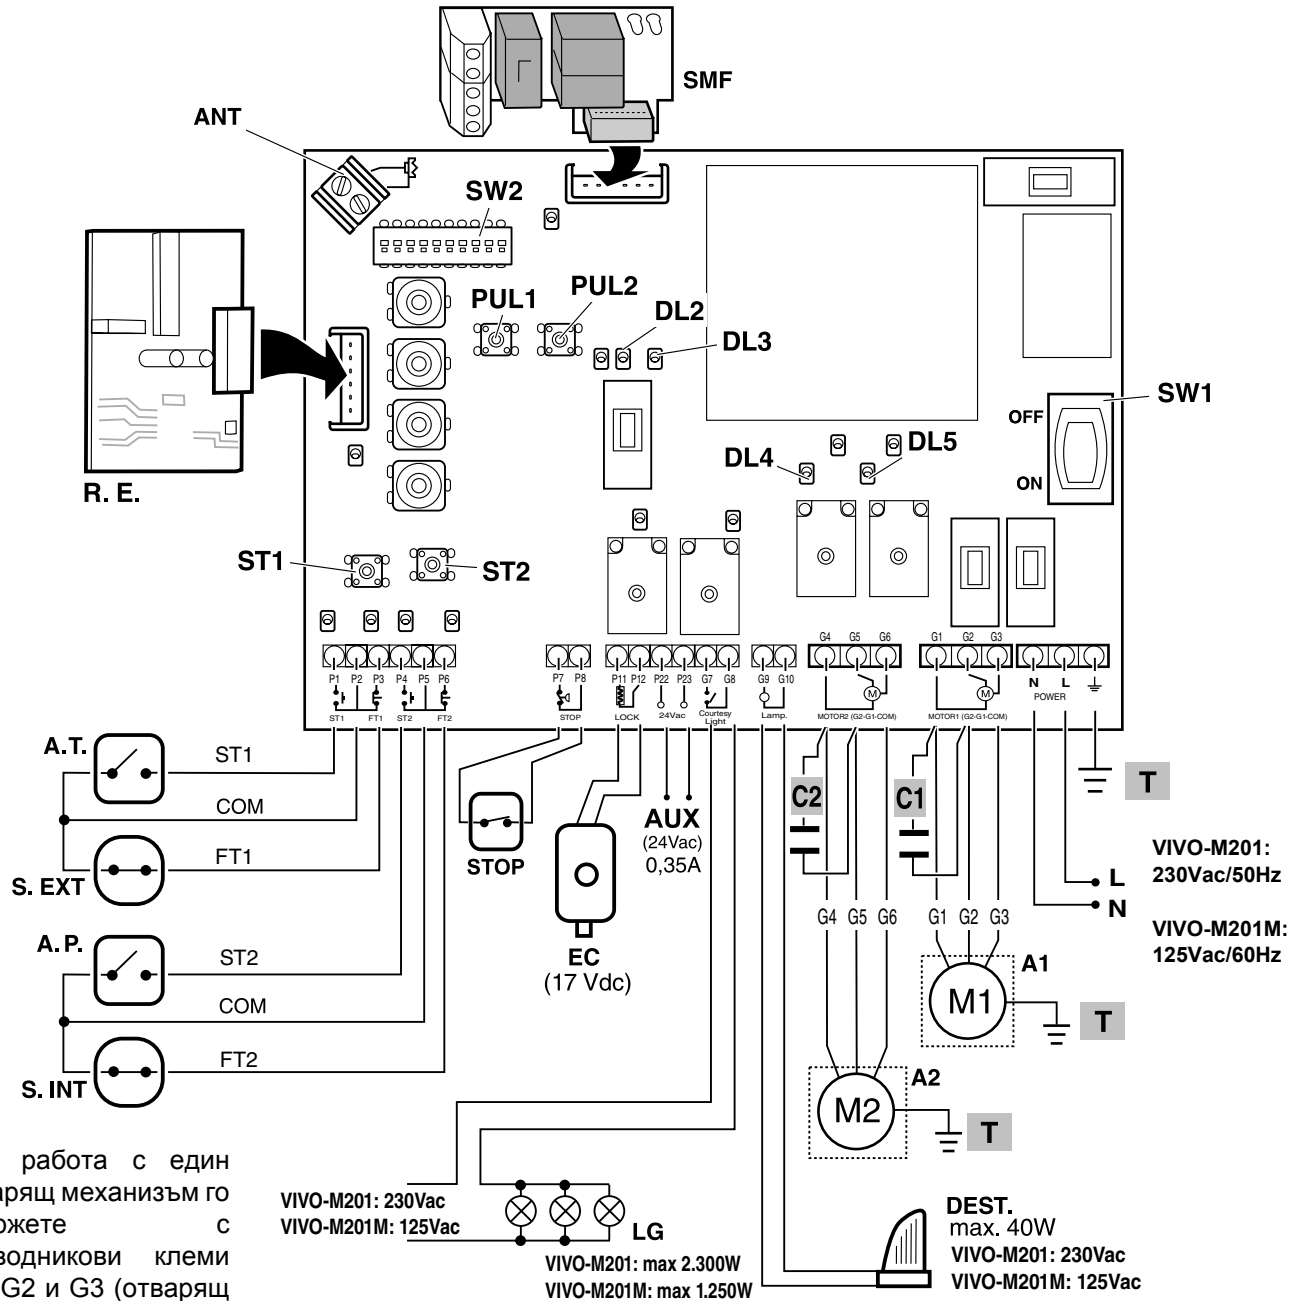 SMF
ANT
SW2
PUL1
PUL2
DL2
DL3
SW1
OFF
ON
DL4
DL5
R. E.
ST1
ST2
G4 G5 G6
G1 G2 G3
P1 P2 P3 P4 P5 P6
P7 P8
P11 P12 P22 P23 G7 G8
G9 G10
N L
POWER
M
M
ST1 FT1 ST2 FT2
STOP
LOCK
24Vac
Courtesy
Light
Lamp.
MOTOR2 (G2-G1-COM)
MOTOR1 (G2-G1-COM)
A.T.
ST1
COM
FT1
S. EXT
A.P.
ST2
COM
FT2
S. INT
STOP
EC
(17 Vdc)
AUX
(24Vac)
0,35A
C2
C1
T
VIVO-M201:
230Vac/50Hz
L
N
VIVO-M201M:
125Vac/60Hz
G4 G5 G6
G1 G2 G3
A1
M1
T
A2
M2
T
работа с един
арящ механизъм го
ожете с
водникови клеми
G2 и G3 (отварящ
VIVO-M201: 230Vac
VIVO-M201M: 125Vac
LG
VIVO-M201: max 2.300W
VIVO-M201M: max 1.250W
DEST.
max. 40W
VIVO-M201: 230Vac
VIVO-M201M: 125Vac